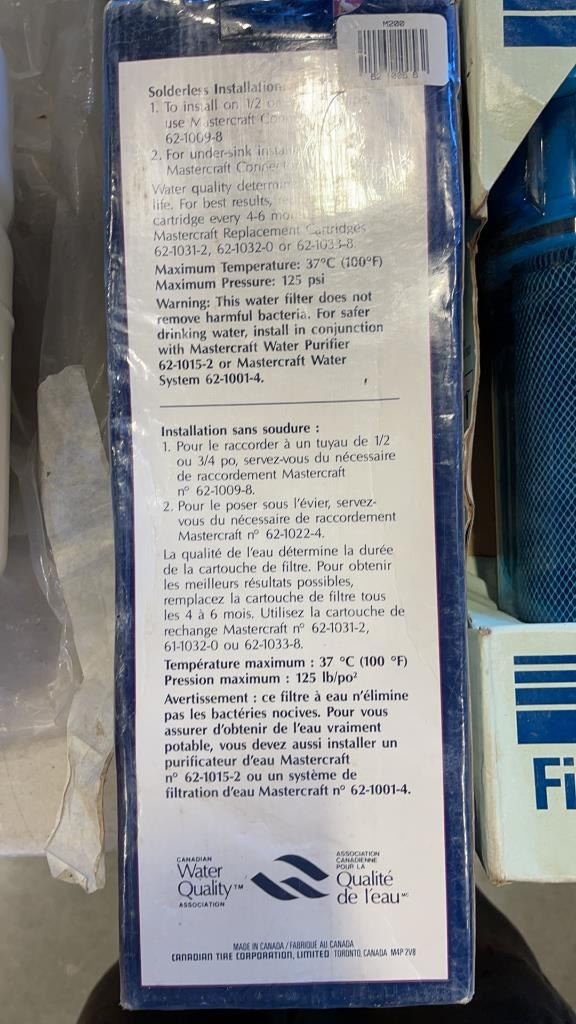 M200
Solderless Installation
1. To install on 1/2 or
use Mastercraft
62-1009-8
2. For under-sink
Mastercraft
Water quality
life. For best results,
cartridge every 4-6
Mastercraft Replacement Cartridges
62-1031-2, 62-1032-0 or 62-1033-8.
Maximum Temperature: 37°C (100°F)
Maximum Pressure: 125 psi
Warning: This water filter does not
remove harmful bacteria. For safer
drinking water, install in conjunction
with Mastercraft Water Purifier
62-1015-2 or Mastercraft Water
System 62-1001-4.
Installation sans soudure :
1. Pour le raccorder à un tuyau de 1/2
ou 3/4 po, servez-vous du nécessaire
de raccordement Mastercraft
nº 62-1009-8.
2. Pour le poser sous l'évier, servez-
vous du nécessaire de raccordement
Mastercraft nº 62-1022-4.
La qualité de l'eau détermine la durée
de la cartouche de filtre. Pour obtenir
les meilleurs résultats possibles,
remplacez la cartouche de filtre tous
les 4 à 6 mois. Utilisez la cartouche de
rechange Mastercraft nº 62-1031-2,
61-1032-0 ou 62-1033-8.
Température maximum : 37 °C (100 °F)
Pression maximum : 125 lb/po²
Avertissement : ce filtre à eau n'élimine
pas les bactéries nocives. Pour vous
assurer d'obtenir de l'eau vraiment
potable, vous devez aussi installer un
purificateur d'eau Mastercraft
nº 62-1015-2 ou un système de
filtration d'eau Mastercraft nº 62-1001-4.
CANADIAN
Water
Quality™
ASSOCIATION
ASSOCIATION
CANADIENNE
POUR LA
Qualité
de l'eau MC
MADE IN CANADA / FABRIQUÉ AU CANADA
CANADIAN TIRE CORPORATION, LIMITED TORONTO, CANADA M4P 2V8
Fi